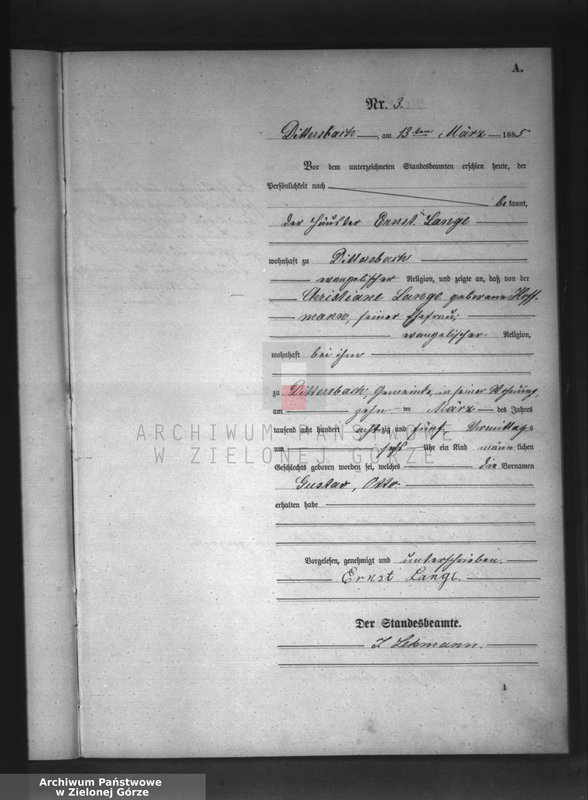 A.
Nr. 3.
Dittersbach, am 13ten März 1885
Vor dem unterzeichneten Standesbeamten erschien heute, der
Persönlichkeit nach
bekannt,
der Häusler Ernst Lange
wohnhaft zu Dittersbach
evangelischer Religion, und zeigte an, daß von der
Christiane Lange geborene Hoff-
mann, seiner Ehefrau,
evangelischer Religion,
wohnhaft bei ihm
zu Dittersbach, Gemeinde, in seiner Wohnung,
am zehn ten März des Jahres
tausend acht hundert achtzig und fünf, Vormittags
um Uhr ein Kind männlichen
Geschlechts geboren worden sei, welches die Vornamen
Gustav, Otto
erhalten habe
Vorgelesen, genehmigt und unterschrieben.
Ernst Lange.
Der Standesbeamte.
Lehmann.
1
ARCHIWUM PAŃSTWOWE
W ZIELONEJ GÓRZE
Archiwum Państwowe
w Zielonej Górze